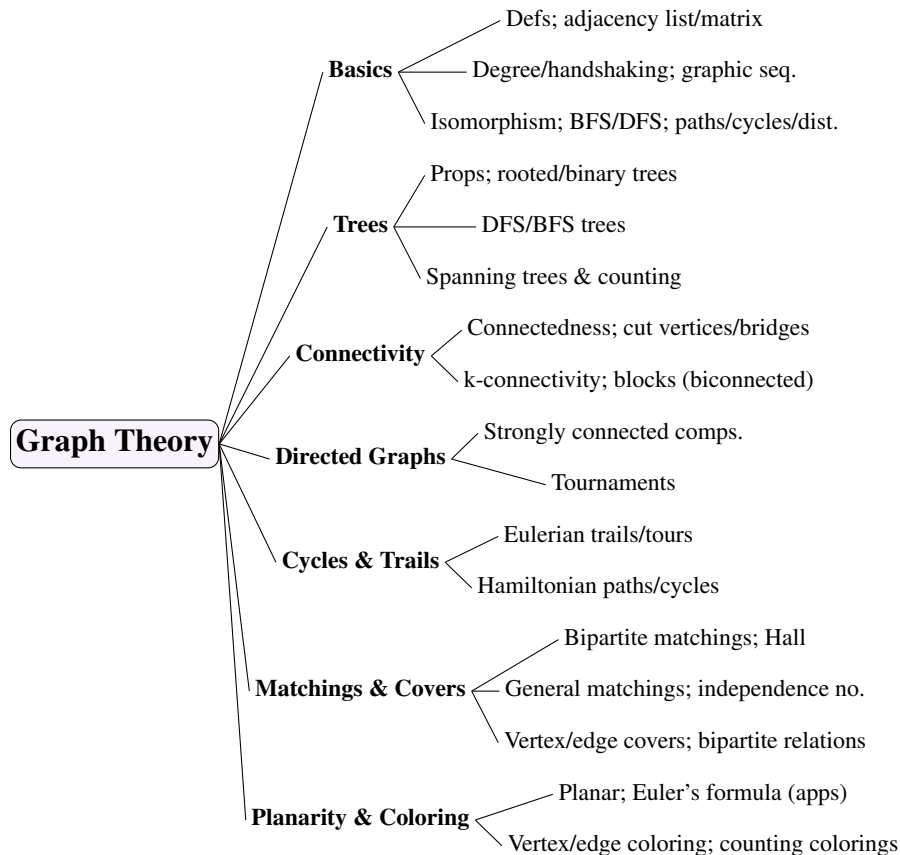 Graph Theory
Basics
Defs; adjacency list/matrix
Degree/handshaking; graphic seq.
Isomorphism; BFS/DFS; paths/cycles/dist.
Trees
Props; rooted/binary trees
DFS/BFS trees
Spanning trees & counting
Connectivity
Connectedness; cut vertices/bridges
k-connectivity; blocks (biconnected)
Directed Graphs
Strongly connected comps.
Tournaments
Cycles & Trails
Eulerian trails/tours
Hamiltonian paths/cycles
Matchings & Covers
Bipartite matchings; Hall
General matchings; independence no.
Vertex/edge covers; bipartite relations
Planarity & Coloring
Planar; Euler's formula (apps)
Vertex/edge coloring; counting colorings